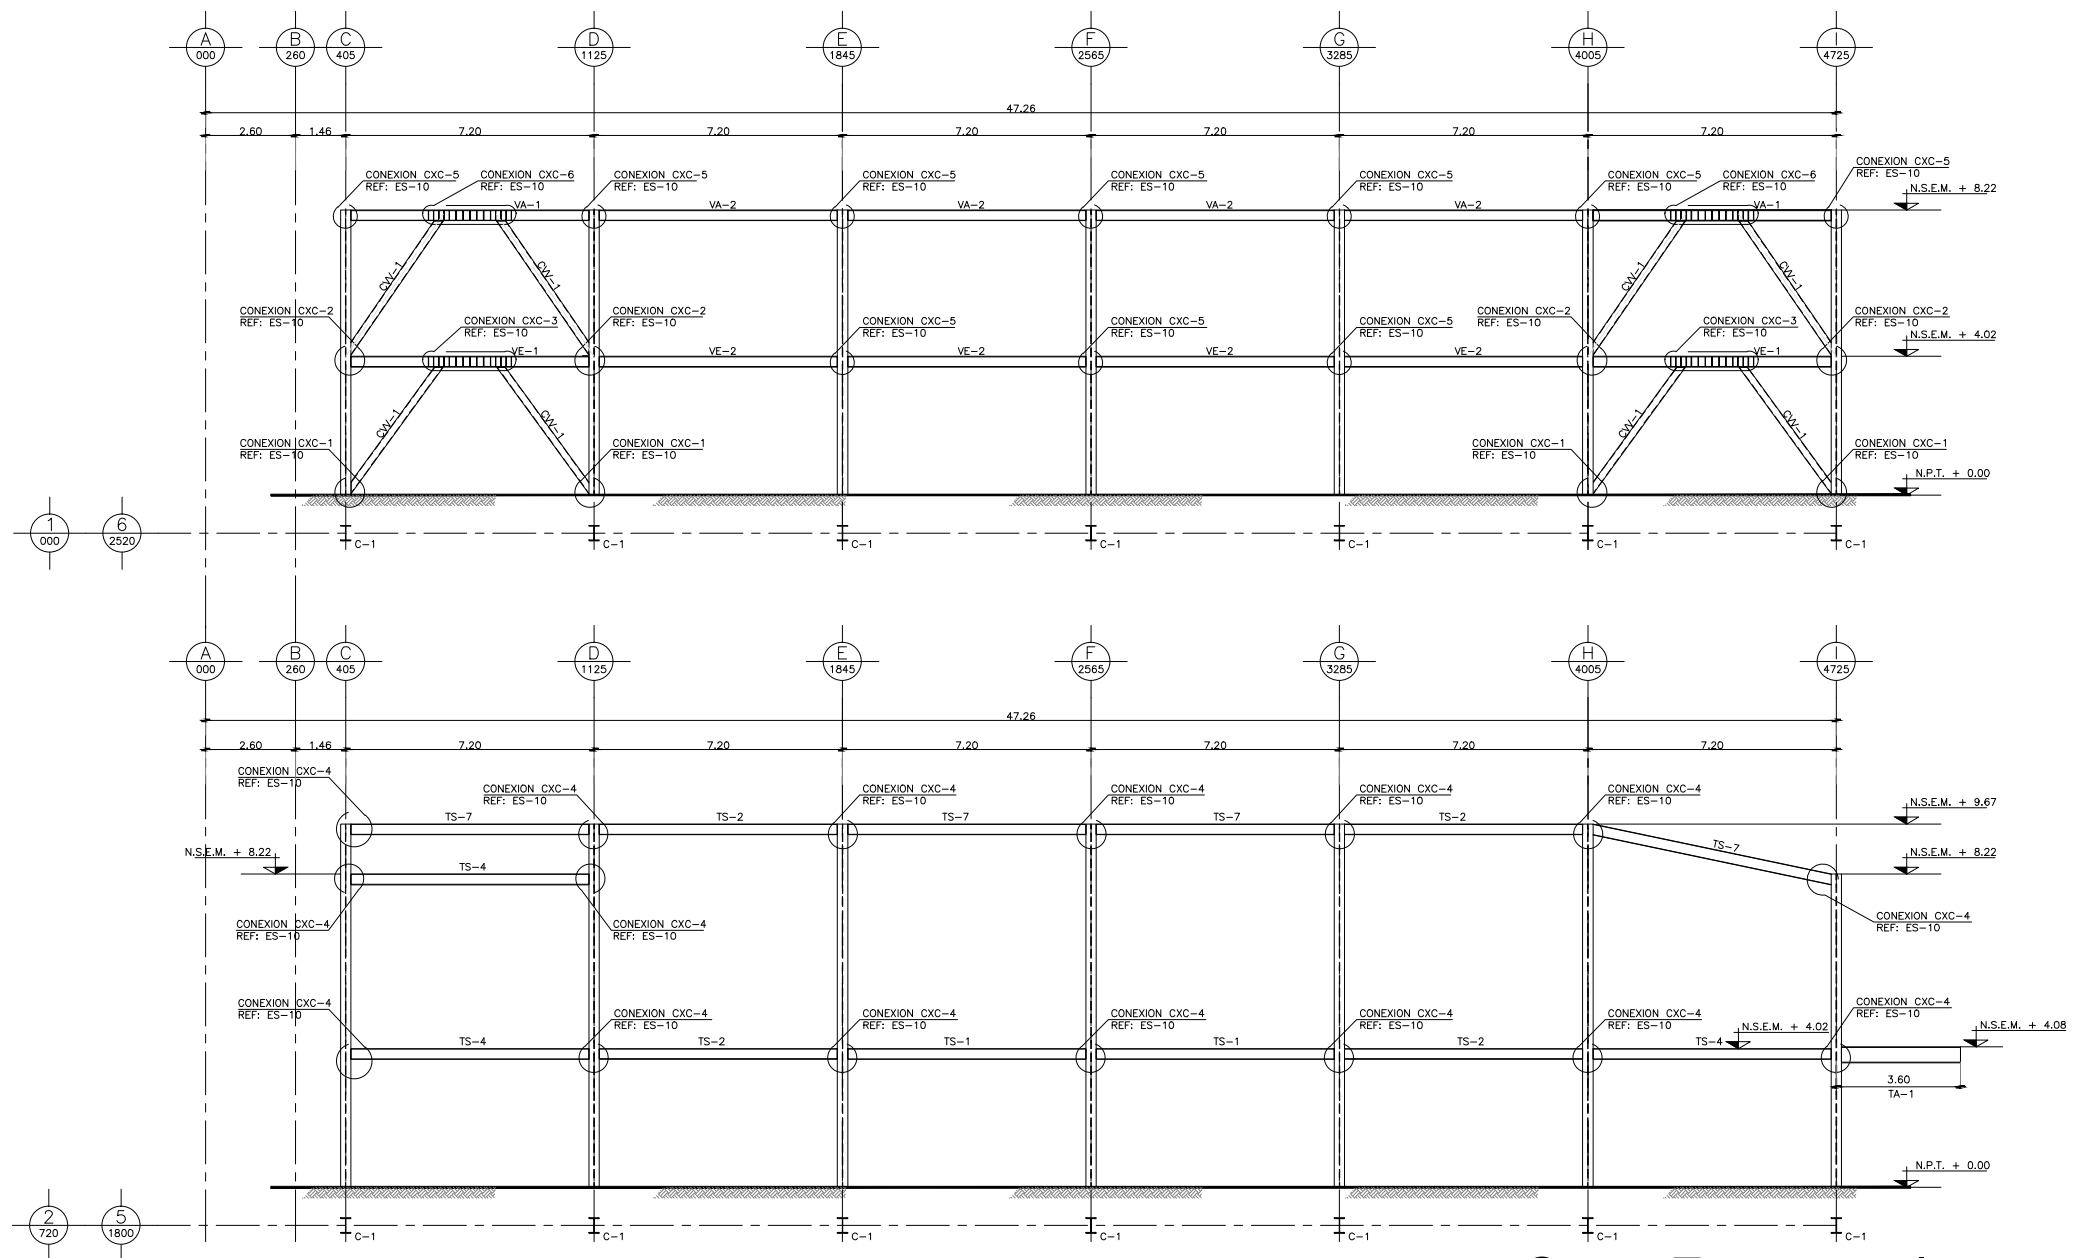 A B C D E F G H I
000 260 405 1125 1845 2565 3285 4005 4725
47.26
2.60 1.46 7.20 7.20 7.20 7.20 7.20 7.20
CONEXION CXC-5 CONEXION CXC-6 CONEXION CXC-5 CONEXION CXC-5 CONEXION CXC-5 CONEXION CXC-5 CONEXION CXC-5 CONEXION CXC-6 CONEXION CXC-5
REF: ES-10 REF: ES-10 REF: ES-10 REF: ES-10 REF: ES-10 REF: ES-10 REF: ES-10 REF: ES-10 REF: ES-10
N.S.E.M. + 8.22
VA-1 VA-2 VA-2 VA-2 VA-2 VA-1
CVV-1 CVV-1 CVV-1 CVV-1
CONEXION CXC-2 CONEXION CXC-3 CONEXION CXC-2 CONEXION CXC-5 CONEXION CXC-5 CONEXION CXC-5 CONEXION CXC-2 CONEXION CXC-3 CONEXION CXC-2
REF: ES-10 REF: ES-10 REF: ES-10 REF: ES-10 REF: ES-10 REF: ES-10 REF: ES-10 REF: ES-10 REF: ES-10
N.S.E.M. + 4.02
VE-1 VE-2 VE-2 VE-2 VE-2 VE-1
CVV-1 CVV-1 CVV-1 CVV-1
CONEXION CXC-1 CONEXION CXC-1 CONEXION CXC-1 CONEXION CXC-1
REF: ES-10 REF: ES-10 REF: ES-10 REF: ES-10
N.P.T. + 0.00
1 6
000 2520
C-1 C-1 C-1 C-1 C-1 C-1 C-1
A B C D E F G H I
000 260 405 1125 1845 2565 3285 4005 4725
47.26
2.60 1.46 7.20 7.20 7.20 7.20 7.20 7.20
CONEXION CXC-4 CONEXION CXC-4 CONEXION CXC-4 CONEXION CXC-4 CONEXION CXC-4 CONEXION CXC-4
REF: ES-10 REF: ES-10 REF: ES-10 REF: ES-10 REF: ES-10 REF: ES-10
N.S.E.M. + 9.67
TS-7 TS-2 TS-7 TS-7 TS-2 TS-7
N.S.E.M. + 8.22 N.S.E.M. + 8.22
TS-4
CONEXION CXC-4 CONEXION CXC-4 CONEXION CXC-4
REF: ES-10 REF: ES-10 REF: ES-10
CONEXION CXC-4 CONEXION CXC-4 CONEXION CXC-4 CONEXION CXC-4 CONEXION CXC-4 CONEXION CXC-4 CONEXION CXC-4
REF: ES-10 REF: ES-10 REF: ES-10 REF: ES-10 REF: ES-10 REF: ES-10 REF: ES-10
N.S.E.M. + 4.02 N.S.E.M. + 4.08
TS-4 TS-2 TS-1 TS-1 TS-2 TS-4
3.60
TA-1
N.P.T. + 0.00
2 5
720 1800
C-1 C-1 C-1 C-1 C-1 C-1 C-1